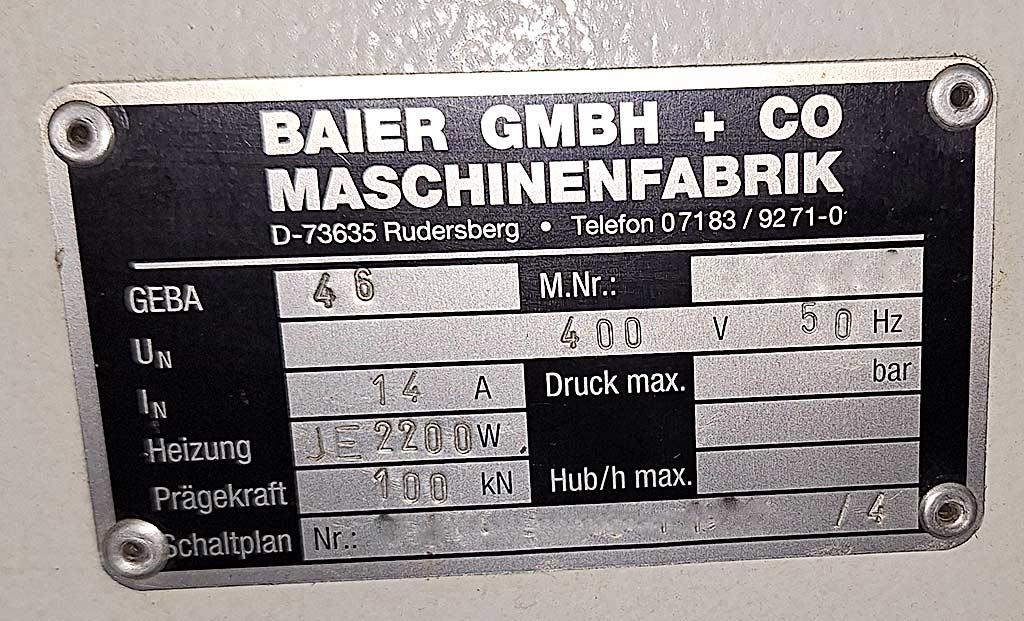 BAIER GMBH + CO
MASCHINENFABRIK
D-73635 Rudersberg • Telefon 07183 / 9271-0
GEBA 46 M.Nr.:
UN 400 V 50 Hz
IN 14 A Druck max. bar
Heizung JE 2200 W
Prägekraft 100 kN Hub/h max.
Schaltplan Nr.: /4